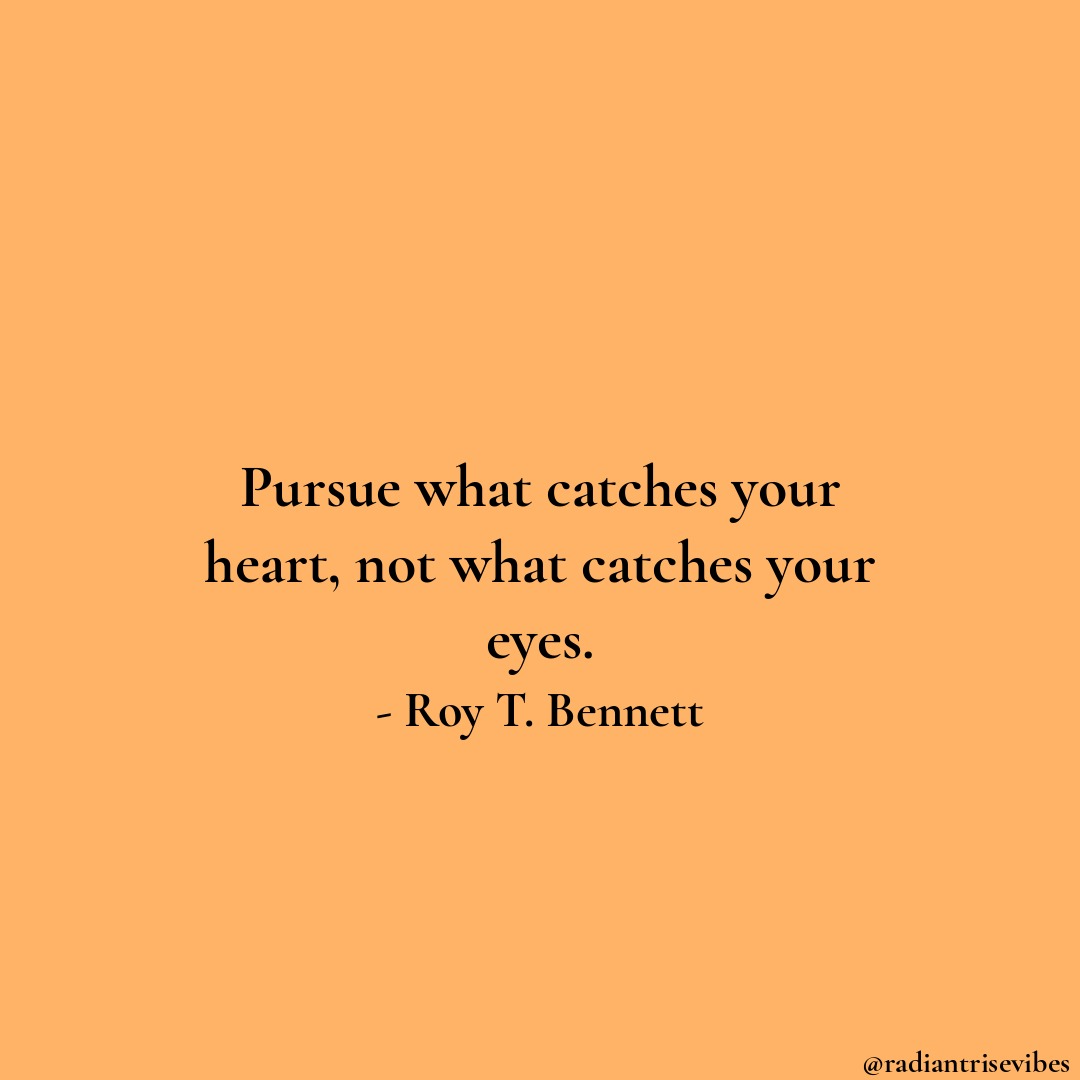 Pursue what catches your
heart, not what catches your
eyes.
- Roy T. Bennett
@radiantrisevibes